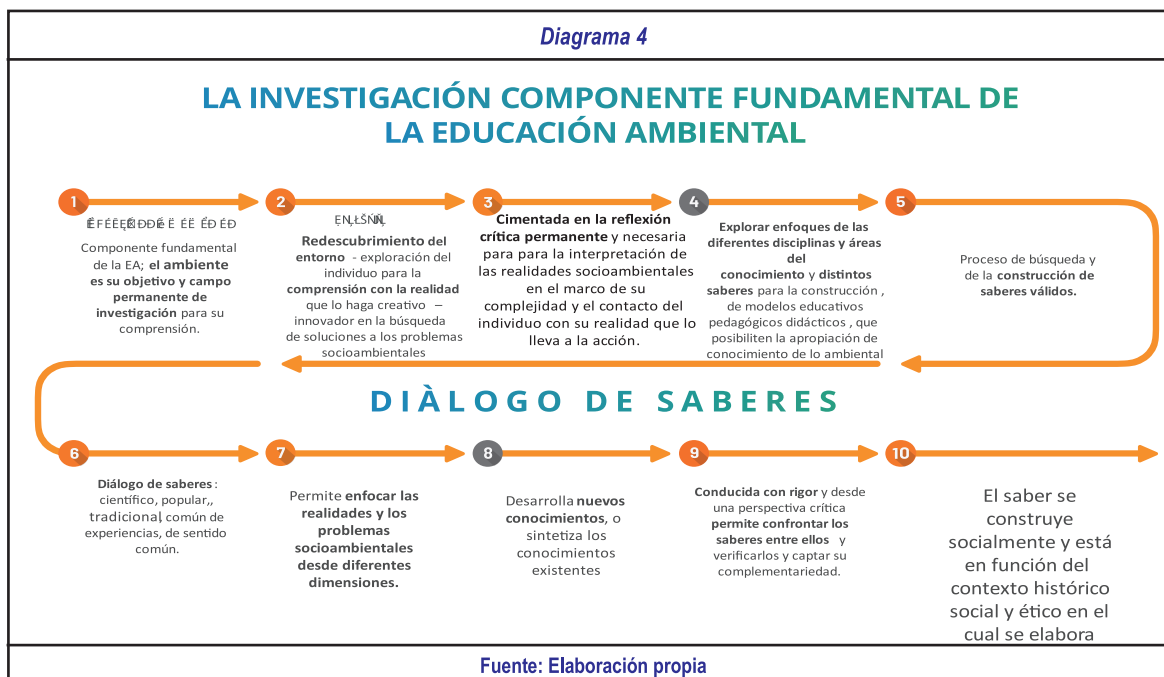 Diagrama 4
LA INVESTIGACIÓN COMPONENTE FUNDAMENTAL DE
LA EDUCACIÓN AMBIENTAL
1
Componente fundamental
de la EA; el ambiente
es su objetivo y campo
permanente de
investigación para su
comprensión.
2
Redescubrimiento del
entorno - exploración del
individuo para la
comprensión con la realidad
que lo haga creativo –
innovador en la búsqueda
de soluciones a los problemas
socioambientales
3
Cimentada en la reflexión
crítica permanente y necesaria
para para la interpretación de
las realidades socioambientales
en el marco de su
complejidad y el contacto del
individuo con su realidad que lo
lleva a la acción.
4
Explorar enfoques de las
diferentes disciplinas y áreas
del
conocimiento y distintos
saberes para la construcción ,
de modelos educativos
pedagógicos didácticos , que
posibiliten la apropiación de
conocimiento de lo ambiental
5
Proceso de búsqueda y
de la construcción de
saberes válidos.
DIÀLOGO DE SABERES
6
Diálogo de saberes :
científico, popular,,
tradicional, común de
experiencias, de sentido
común.
7
Permite enfocar las
realidades y los
problemas
socioambientales
desde diferentes
dimensiones.
8
Desarrolla nuevos
conocimientos, o
sintetiza los
conocimientos
existentes
9
Conducida con rigor y desde
una perspectiva crítica
permite confrontar los
saberes entre ellos y
verificarlos y captar su
complementariedad.
10
El saber se
construye
socialmente y está
en función del
contexto histórico
social y ético en el
cual se elabora
Fuente: Elaboración propia